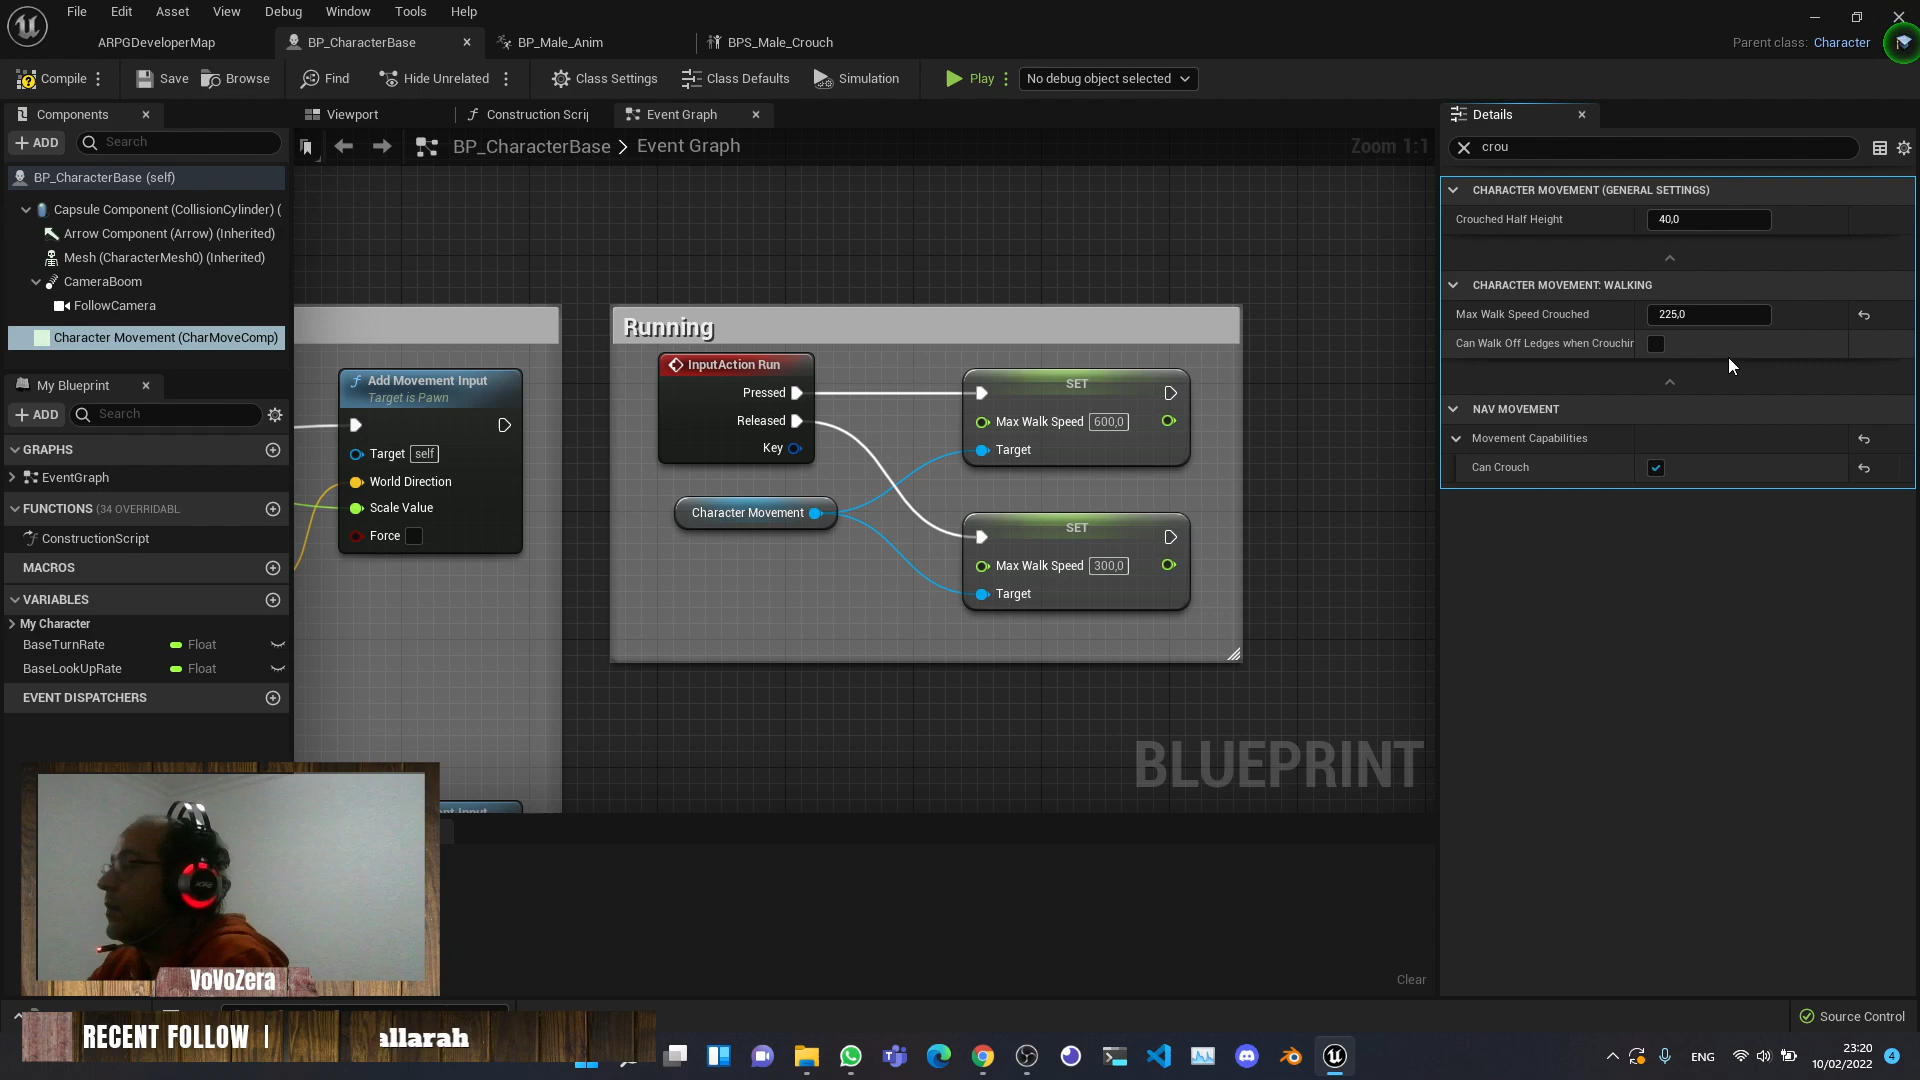 File Edit Asset View Debug Window Tools Help
ARPGDeveloperMap BP_CharacterBase BP_Male_Anim BPS_Male_Crouch
Parent class: Character
Compile Save Browse Find Hide Unrelated Class Settings Class Defaults Simulation Play No debug object selected
Components
ADD Search
BP_CharacterBase (self)
Capsule Component (CollisionCylinder) (
Arrow Component (Arrow) (Inherited)
Mesh (CharacterMesh0) (Inherited)
CameraBoom
FollowCamera
Character Movement (CharMoveComp)
My Blueprint
ADD Search
GRAPHS
EventGraph
FUNCTIONS (34 OVERRIDABL
ConstructionScript
MACROS
VARIABLES
My Character
BaseTurnRate Float
BaseLookUpRate Float
EVENT DISPATCHERS
Viewport Construction Scri Event Graph
BP_CharacterBase > Event Graph
Zoom 1:1
Add Movement Input
Target is Pawn
Target self
World Direction
Scale Value
Force
Running
InputAction Run
Pressed
Released
Key
Character Movement
SET
Max Walk Speed 600,0
Target
SET
Max Walk Speed 300,0
Target
BLUEPRINT
Clear
Details
crou
CHARACTER MOVEMENT (GENERAL SETTINGS)
Crouched Half Height 40,0
CHARACTER MOVEMENT: WALKING
Max Walk Speed Crouched 225,0
Can Walk Off Ledges when Crouchir
NAV MOVEMENT
Movement Capabilities
Can Crouch
VoVoZera
RECENT FOLLOW | allarah
Source Control
ENG
23:20
10/02/2022
4